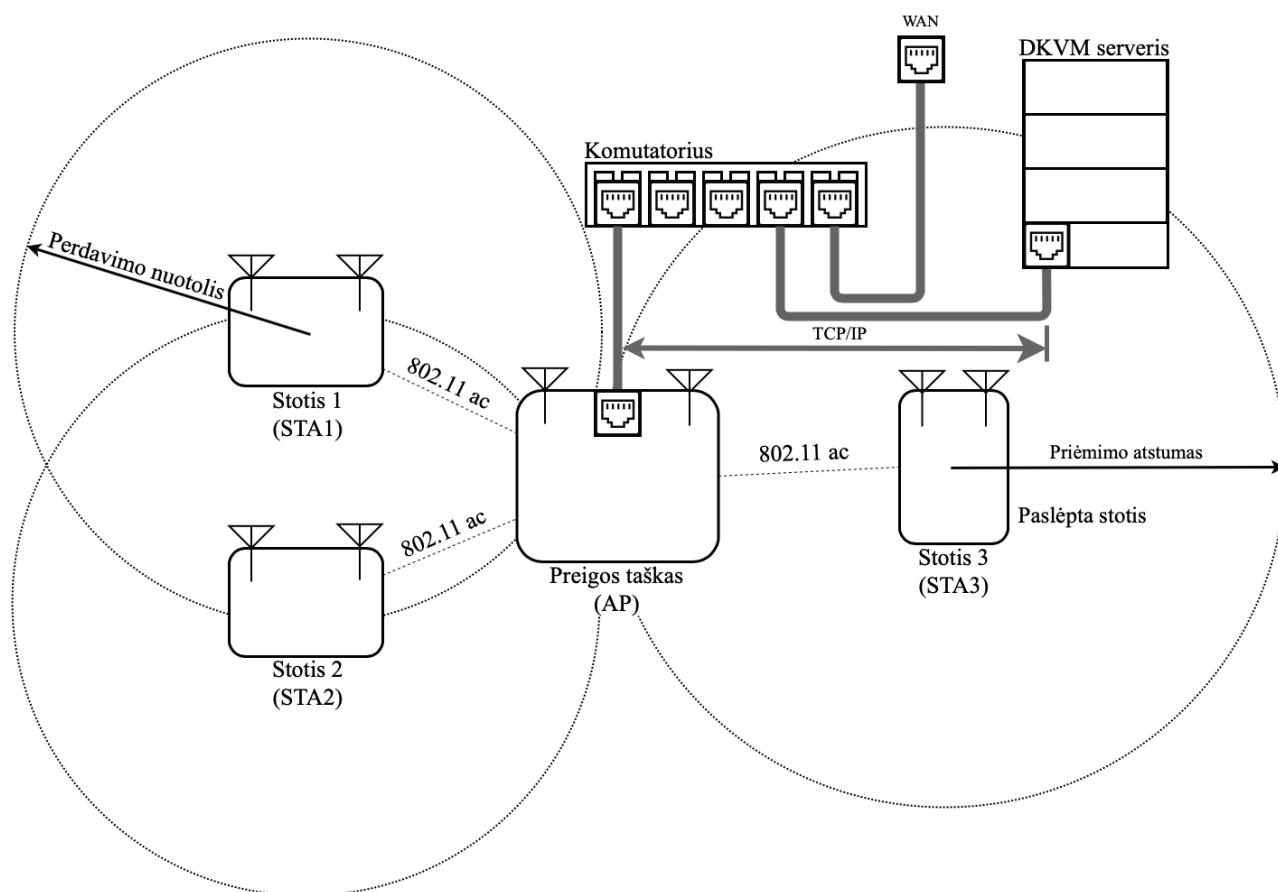 WAN
DKVM serveris
Komutatorius
Perdavimo nuotolis
TCP/IP
802.11 ac
Stotis 1
(STA1)
802.11 ac
Priėmimo atstumas
802.11 ac
Paslėpta stotis
Stotis 3
(STA3)
Preigos taškas
(AP)
Stotis 2
(STA2)